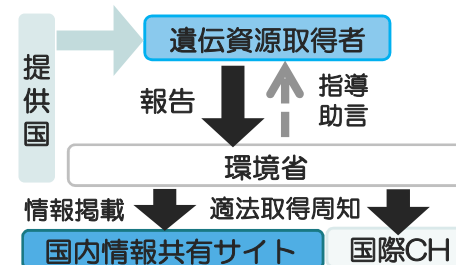 遺伝資源取得者
提供国
報告
指導
助言
環境省
情報掲載
適法取得周知
国内情報共有サイト
国際CH